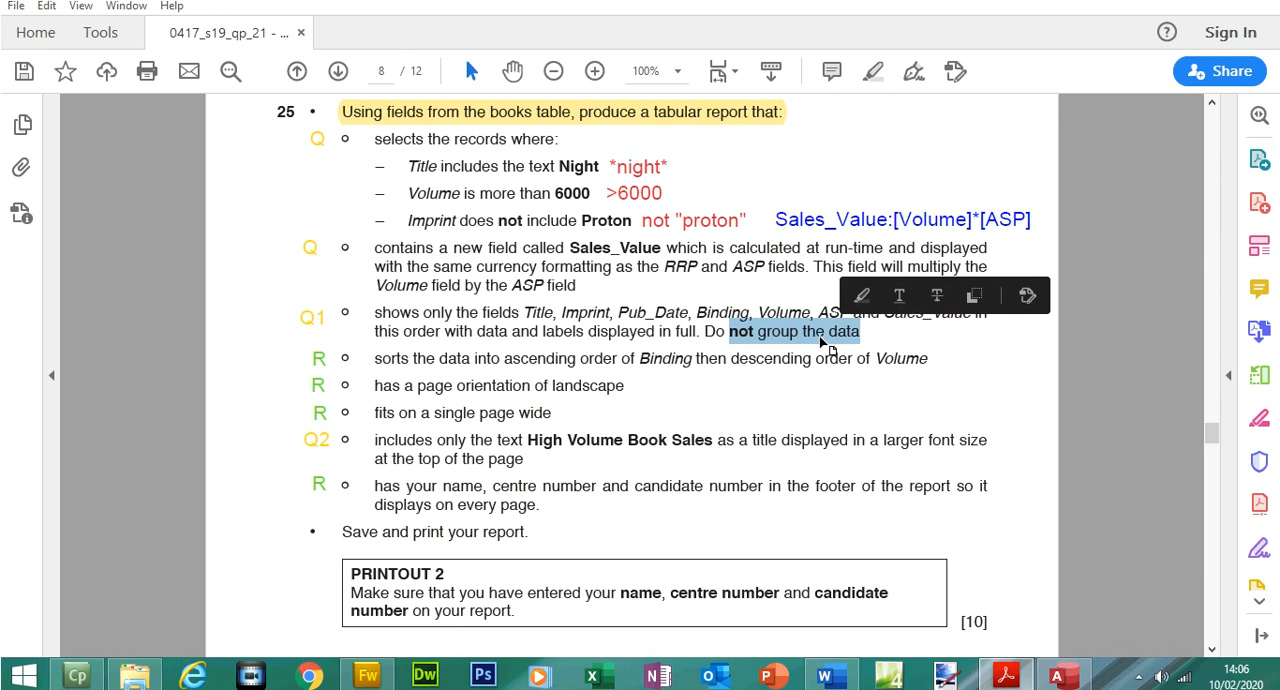 File Edit View Window Help
Home Tools 0417_s19_qp_21 - ... × Sign In
8 / 12 100% Share
25 • Using fields from the books table, produce a tabular report that:
Q o selects the records where:
– Title includes the text Night *night*
– Volume is more than 6000 >6000
– Imprint does not include Proton not "proton" Sales_Value:[Volume]*[ASP]
Q o contains a new field called Sales_Value which is calculated at run-time and displayed
with the same currency formatting as the RRP and ASP fields. This field will multiply the
Volume field by the ASP field
Q1 o shows only the fields Title, Imprint, Pub_Date, Binding, Volume, ASP and Sales_Value in
this order with data and labels displayed in full. Do not group the data
R o sorts the data into ascending order of Binding then descending order of Volume
R o has a page orientation of landscape
R o fits on a single page wide
Q2 o includes only the text High Volume Book Sales as a title displayed in a larger font size
at the top of the page
R o has your name, centre number and candidate number in the footer of the report so it
displays on every page.
• Save and print your report.
PRINTOUT 2
Make sure that you have entered your name, centre number and candidate
number on your report.
[10]
Cp Fw Dw Ps
14:06
10/02/2020